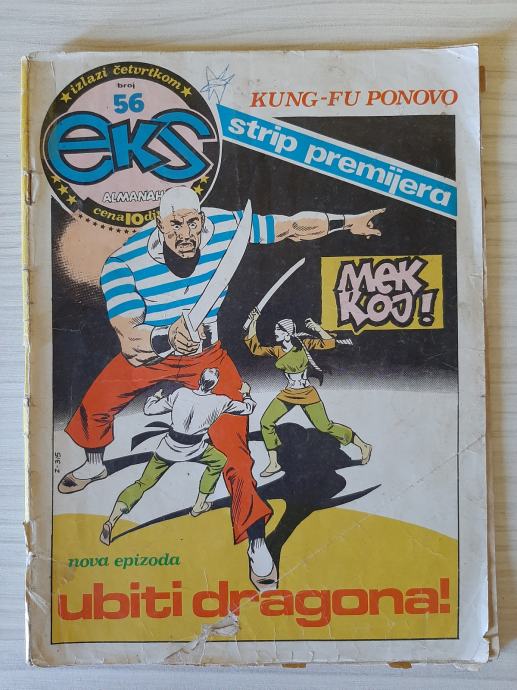 izlazi četvrtkom
broj
56
eks
ALMANAH
cena 10 di
KUNG-FU PONOVO
strip premijera
MEK
KOJ!
nova epizoda
ubiti dragona!